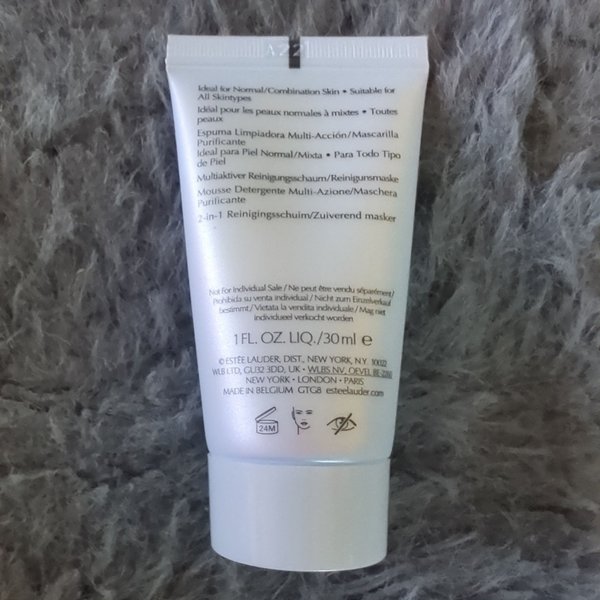 A22
Ideal for Normal/Combination Skin • Suitable for
All Skintypes
Idéal pour les peaux normales à mixtes • Toutes
peaux
Espuma Limpiadora Multi-Acción/Mascarilla
Purificante
Ideal para Piel Normal/Mixta • Para Todo Tipo
de Piel
Multiaktiver Reinigungsschaum/Reinigunsmaske
Mousse Detergente Multi-Azione/Maschera
Purificante
2-in-1 Reinigingsschuim/Zuiverend masker
Not For Individual Sale / Ne peut être vendu séparément/
Prohibida su venta individual / Nicht zum Einzelverkauf
bestimmt / Vietata la vendita individuale / Mag niet
individueel verkocht worden
1 FL. OZ. LIQ./30 ml e
© ESTĒE LAUDER, DIST., NEW YORK, N.Y. 10022
WLB LTD, GU32 3DD, UK • WLBS NV, OEVEL BE-2260
NEW YORK • LONDON • PARIS
MADE IN BELGIUM GTG8 esteelauder.com
24M